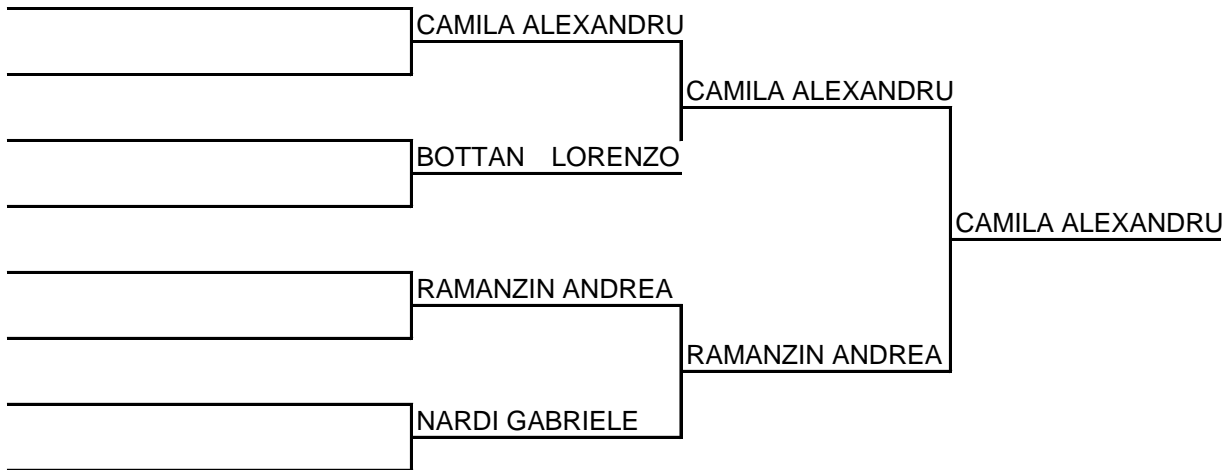 CAMILA ALEXANDRU
CAMILA ALEXANDRU
BOTTAN LORENZO
CAMILA ALEXANDRU
RAMANZIN ANDREA
RAMANZIN ANDREA
NARDI GABRIELE